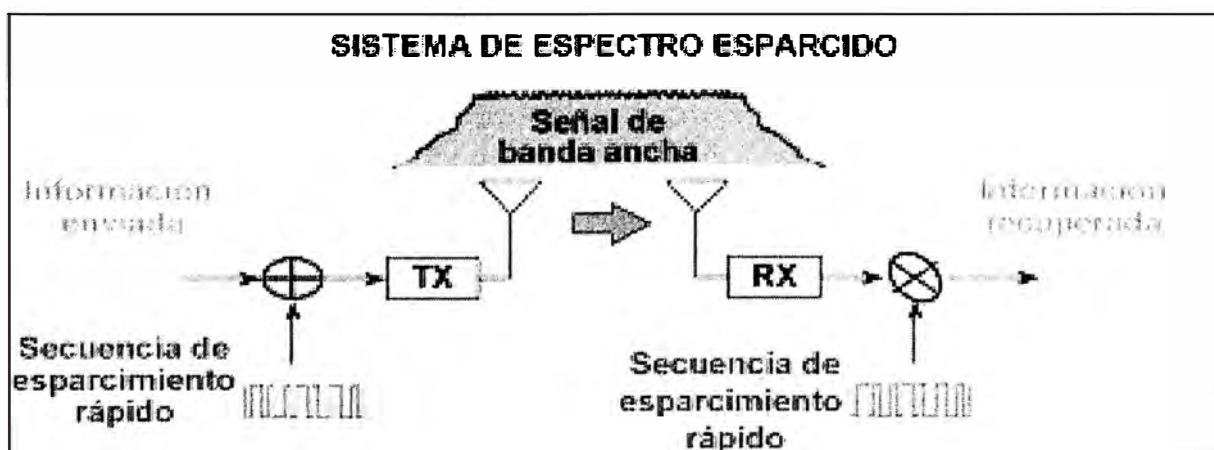 SISTEMA DE ESPECTRO ESPARCIDO
Señal de
banda ancha
Información
enviada
Información
recuperada
TX
RX
Secuencia de
esparcimiento
rápido
Secuencia de
esparcimiento
rápido